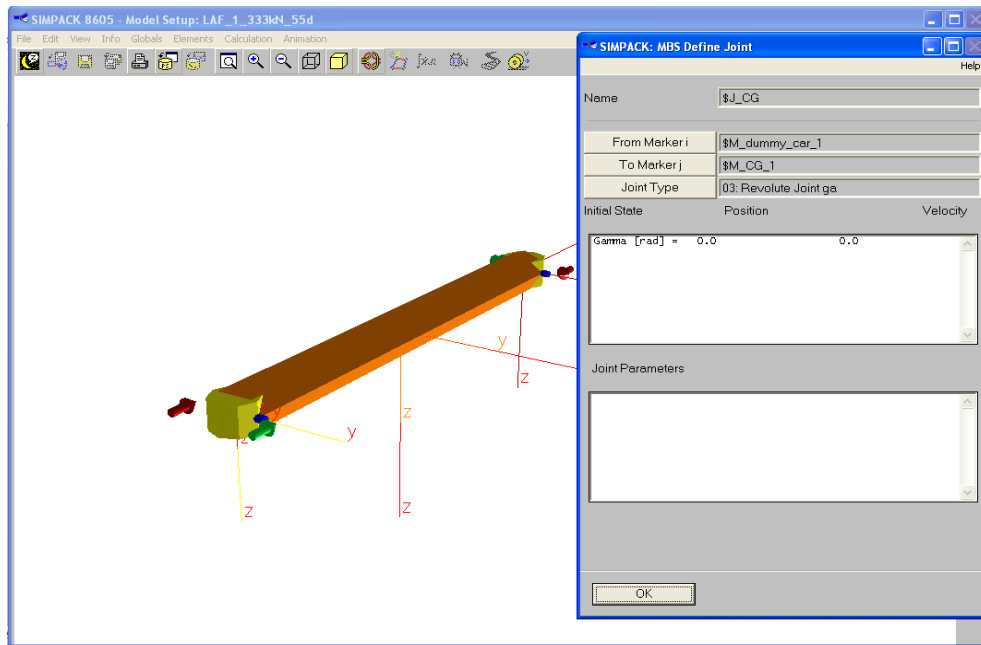 SIMPACK 8605 - Model Setup: LAF_1_333kN_55d
File Edit View Info Globals Elements Calculation Animation
SIMPACK: MBS Define Joint
Help
Name $J_CG
From Marker i $M_dummy_car_1
To Marker j $M_CG_1
Joint Type 03: Revolute Joint ga
Initial State Position Velocity
Gamma [rad] = 0.0 0.0
Joint Parameters
OK
y
z
z
y
y
z
z
z